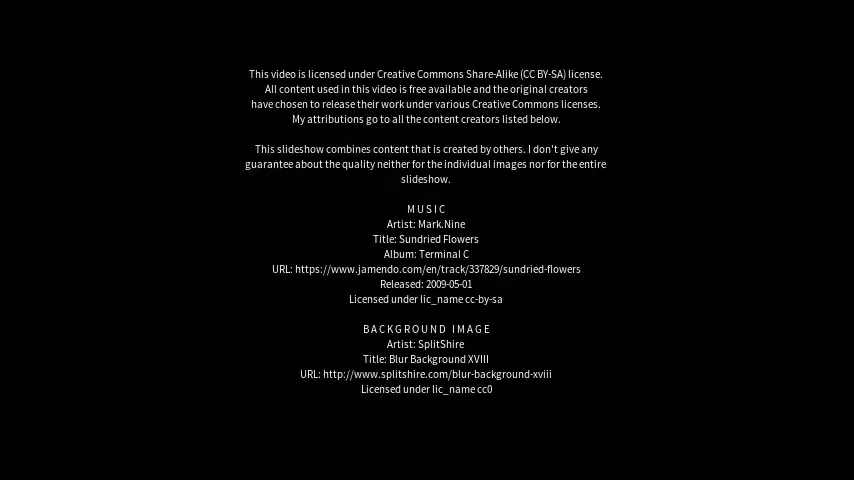 This video is licensed under Creative Commons Share-Alike (CC BY-SA) license.
All content used in this video is free available and the original creators
have chosen to release their work under various Creative Commons licenses.
My attributions go to all the content creators listed below.
This slideshow combines content that is created by others. I don't give any
guarantee about the quality neither for the individual images nor for the entire
slideshow.
MUSIC
Artist: Mark.Nine
Title: Sundried Flowers
Album: Terminal C
URL: https://www.jamendo.com/en/track/337829/sundried-flowers
Released: 2009-05-01
Licensed under lic_name cc-by-sa
BACKGROUND IMAGE
Artist: SplitShire
Title: Blur Background XVIII
URL: http://www.splitshire.com/blur-background-xviii
Licensed under lic_name cc0